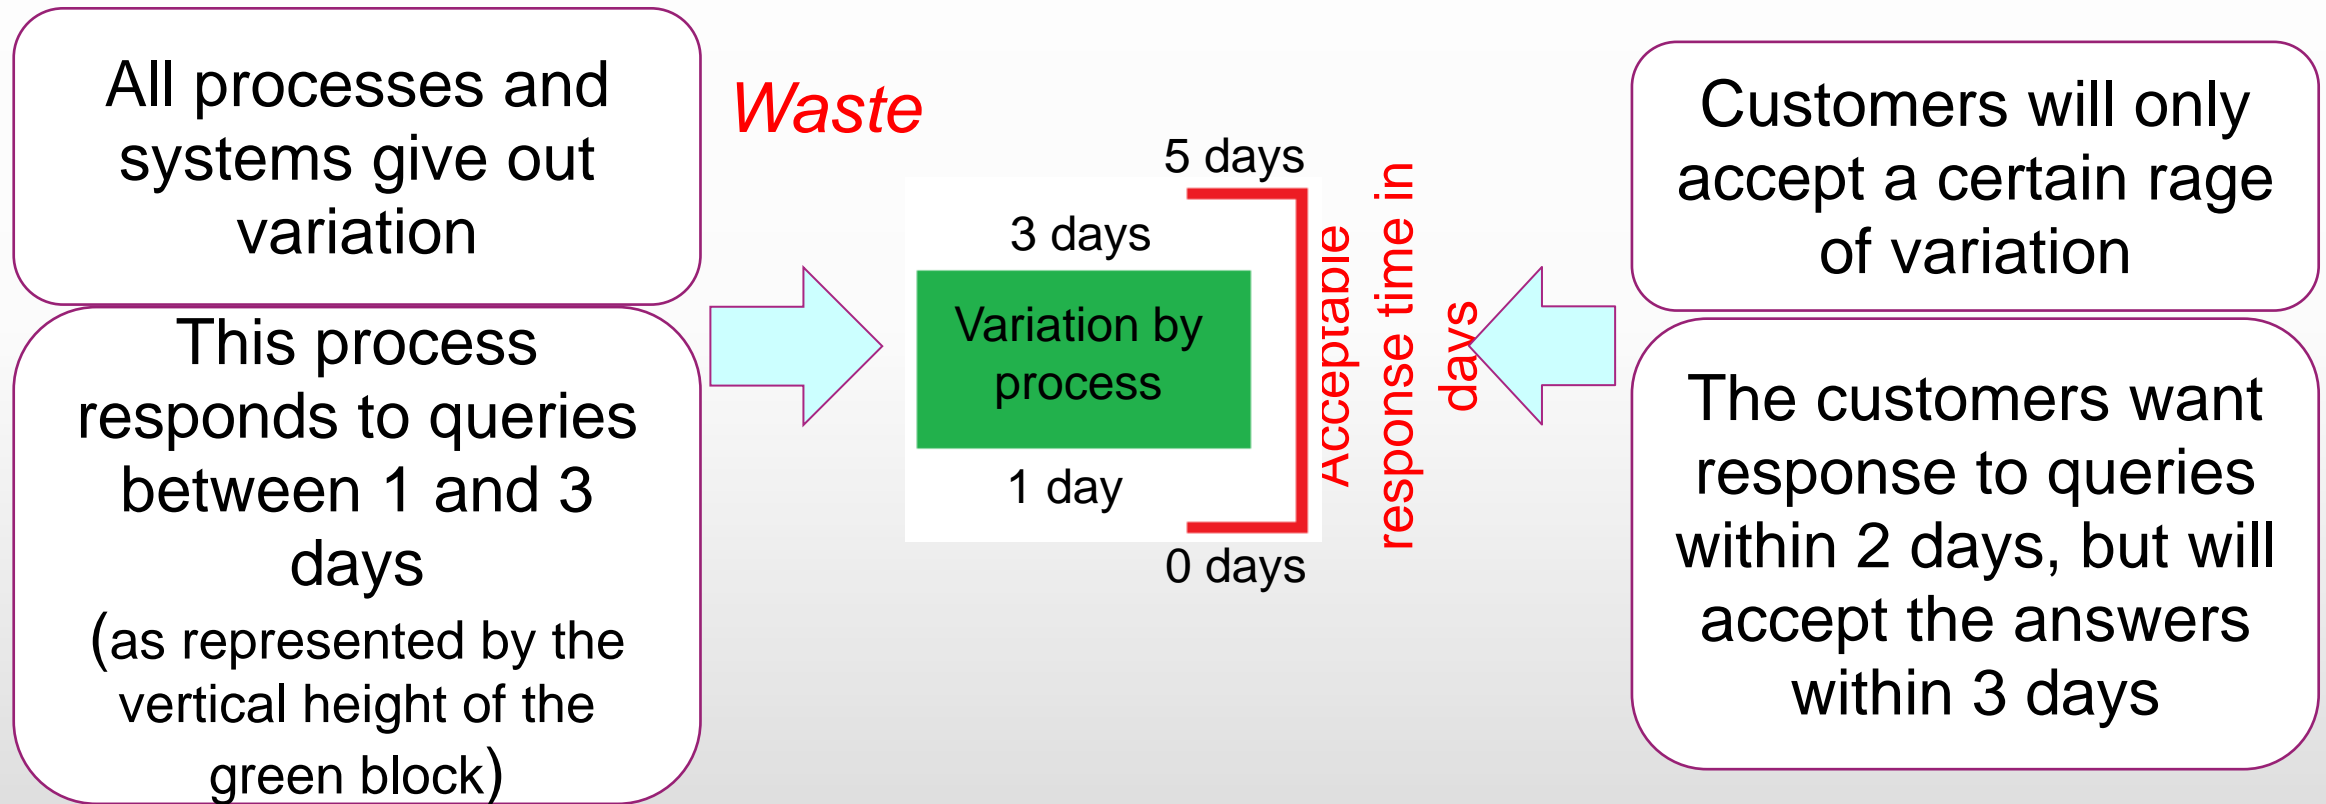 All processes and
systems give out
variation
This process
responds to queries
between 1 and 3
days
(as represented by the
vertical height of the
green block)
Waste
5 days
3 days
Variation by
process
1 day
0 days
Acceptable
response time in
days
Customers will only
accept a certain rage
of variation
The customers want
response to queries
within 2 days, but will
accept the answers
within 3 days